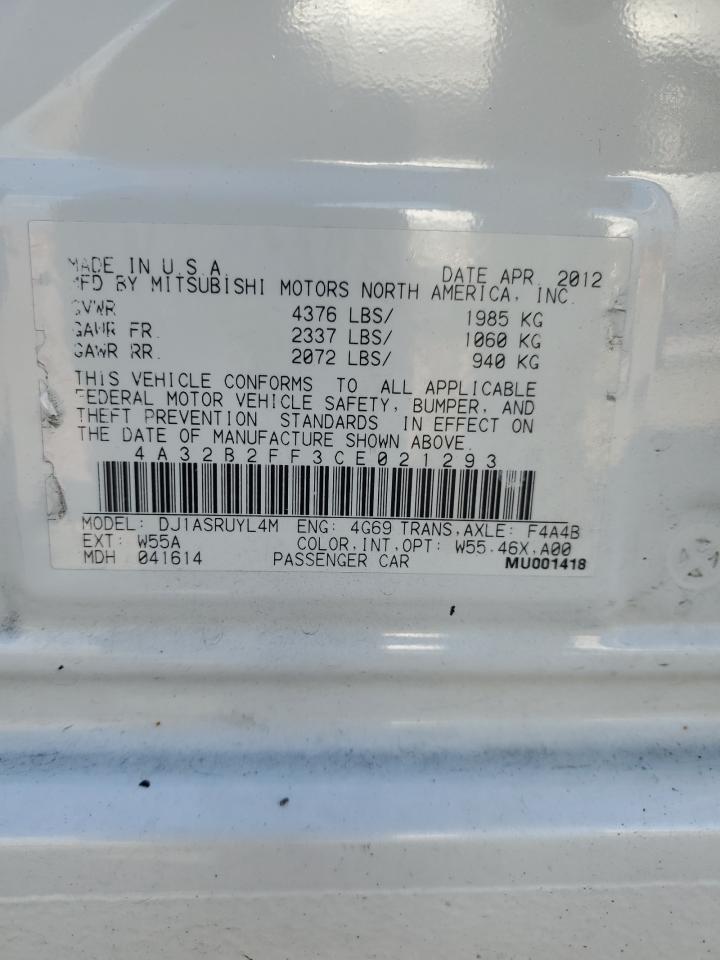 MADE IN U.S.A. DATE APR. 2012
MFD BY MITSUBISHI MOTORS NORTH AMERICA, INC.
GVWR 4376 LBS/ 1985 KG
GAWR FR. 2337 LBS/ 1060 KG
GAWR RR. 2072 LBS/ 940 KG
THIS VEHICLE CONFORMS TO ALL APPLICABLE
FEDERAL MOTOR VEHICLE SAFETY, BUMPER, AND
THEFT PREVENTION STANDARDS IN EFFECT ON
THE DATE OF MANUFACTURE SHOWN ABOVE.
4A32B2FF3CE021293
MODEL: DJ1ASRUYL4M ENG: 4G69 TRANS,AXLE: F4A4B
EXT: W55A COLOR,INT,OPT: W55.46X,A00
MDH 041614 PASSENGER CAR MU001418